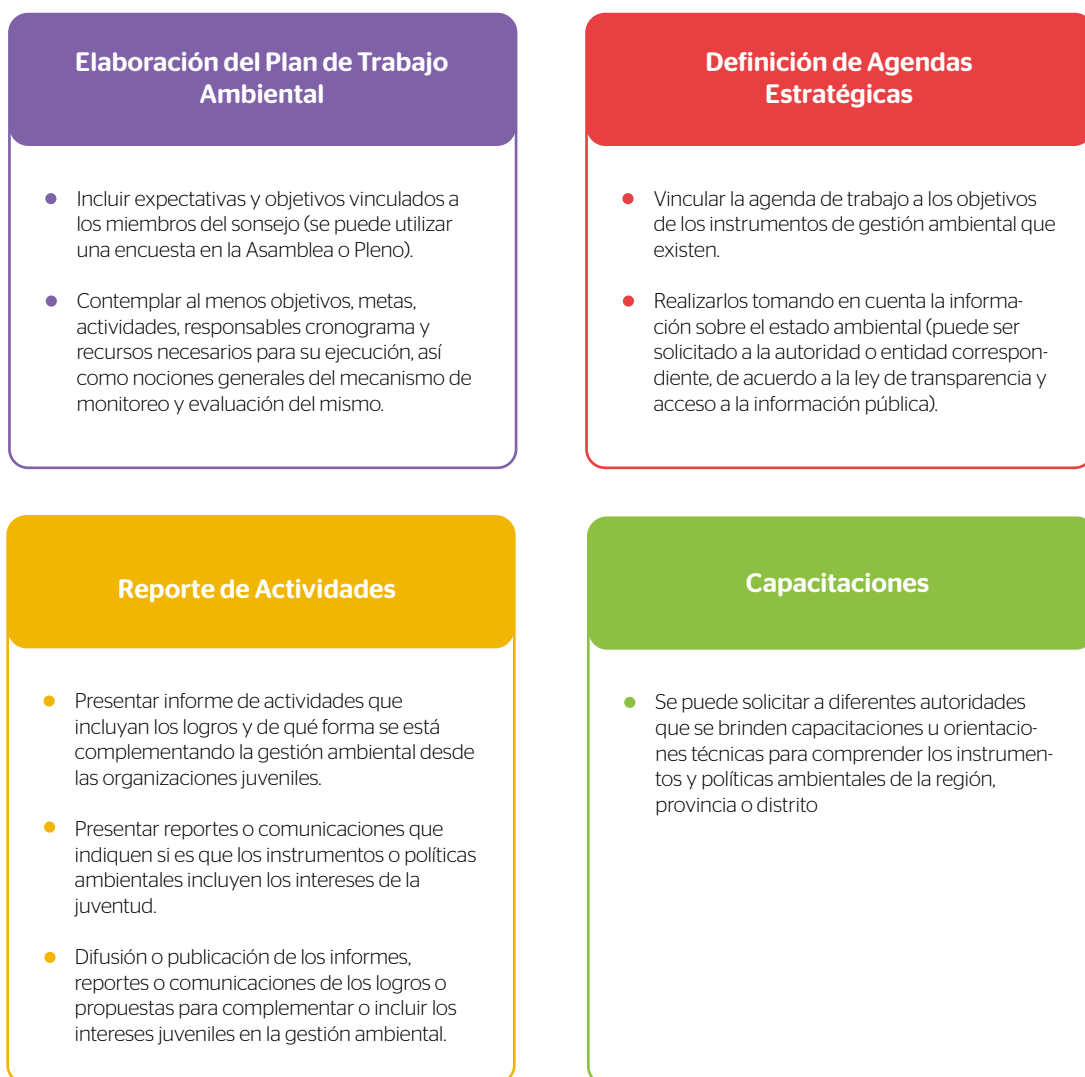 Elaboración del Plan de Trabajo
Ambiental
Incluir expectativas y objetivos vinculados a
los miembros del sonsejo (se puede utilizar
una encuesta en la Asamblea o Pleno).
Contemplar al menos objetivos, metas,
actividades, responsables cronograma y
recursos necesarios para su ejecución, así
como nociones generales del mecanismo de
monitoreo y evaluación del mismo.
Definición de Agendas
Estratégicas
Vincular la agenda de trabajo a los objetivos
de los instrumentos de gestión ambiental que
existen.
Realizarlos tomando en cuenta la informa-
ción sobre el estado ambiental (puede ser
solicitado a la autoridad o entidad correspon-
diente, de acuerdo a la ley de transparencia y
acceso a la información pública).
Reporte de Actividades
Presentar informe de actividades que
incluyan los logros y de qué forma se está
complementando la gestión ambiental desde
las organizaciones juveniles.
Presentar reportes o comunicaciones que
indiquen si es que los instrumentos o políticas
ambientales incluyen los intereses de la
juventud.
Difusión o publicación de los informes,
reportes o comunicaciones de los logros o
propuestas para complementar o incluir los
intereses juveniles en la gestión ambiental.
Capacitaciones
Se puede solicitar a diferentes autoridades
que se brinden capacitaciones u orientacio-
nes técnicas para comprender los instrumen-
tos y políticas ambientales de la región,
provincia o distrito